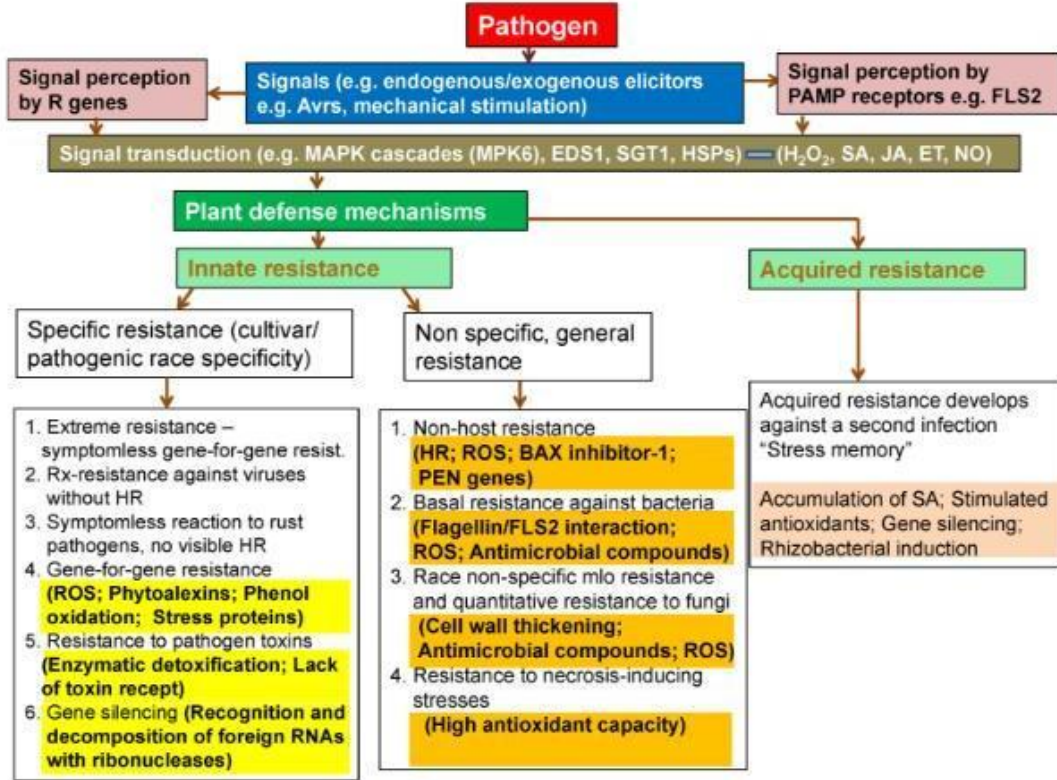 Pathogen
Signal perception
by R genes
Signals (e.g. endogenous/exogenous elicitors
e.g. Avrs, mechanical stimulation)
Signal perception by
PAMP receptors e.g. FLS2
Signal transduction (e.g. MAPK cascades (MPK6), EDS1, SGT1, HSPs) (H₂O₂, SA, JA, ET, NO)
Plant defense mechanisms
Innate resistance
Acquired resistance
Specific resistance (cultivar/
pathogenic race specificity)
Non specific, general
resistance
1. Extreme resistance –
symptomless gene-for-gene resist.
2. Rx-resistance against viruses
without HR
3. Symptomless reaction to rust
pathogens, no visible HR
4. Gene-for-gene resistance
(ROS; Phytoalexins; Phenol
oxidation; Stress proteins)
5. Resistance to pathogen toxins
(Enzymatic detoxification; Lack
of toxin recept)
6. Gene silencing (Recognition and
decomposition of foreign RNAs
with ribonucleases)
1. Non-host resistance
(HR; ROS; BAX inhibitor-1;
PEN genes)
2. Basal resistance against bacteria
(Flagellin/FLS2 interaction;
ROS; Antimicrobial compounds)
3. Race non-specific mlo resistance
and quantitative resistance to fungi
(Cell wall thickening;
Antimicrobial compounds; ROS)
4. Resistance to necrosis-inducing
stresses
(High antioxidant capacity)
Acquired resistance develops
against a second infection
“Stress memory”
Accumulation of SA; Stimulated
antioxidants; Gene silencing;
Rhizobacterial induction